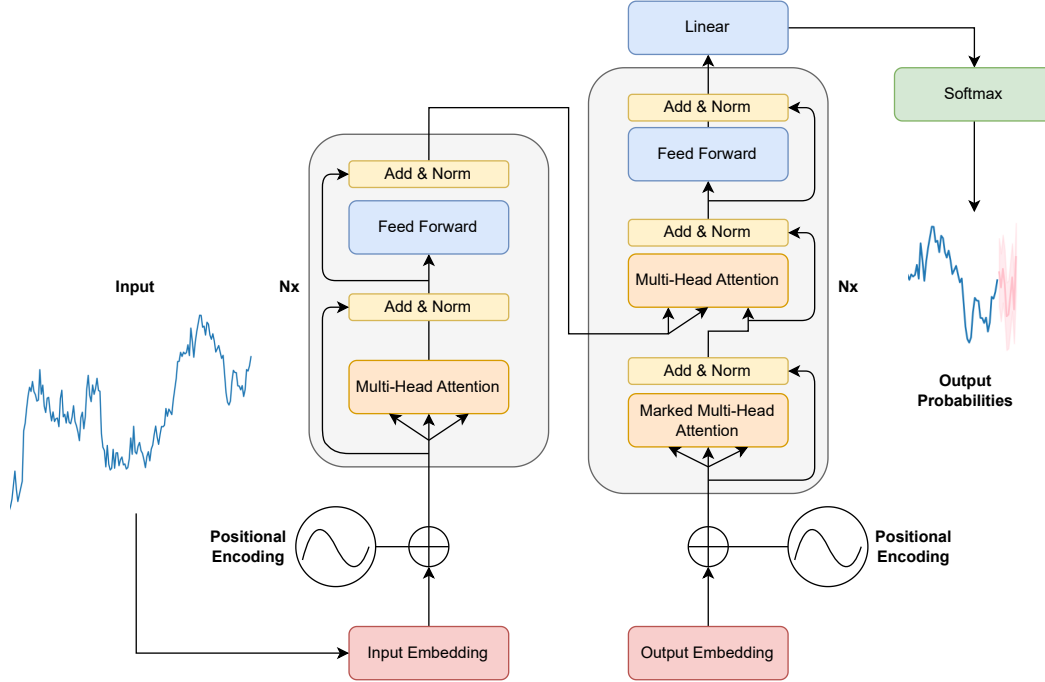 Linear
Softmax
Add & Norm
Feed Forward
Add & Norm
Multi-Head Attention
Nx
Add & Norm
Marked Multi-Head
Attention
Add & Norm
Feed Forward
Nx
Add & Norm
Multi-Head Attention
Input
Output
Probabilities
Positional
Encoding
Positional
Encoding
Input Embedding
Output Embedding